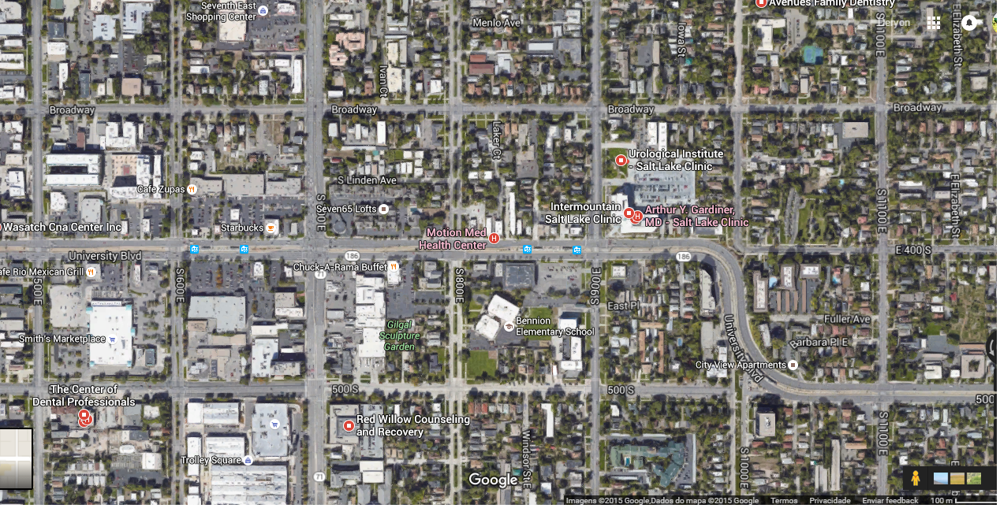 Avenues Family Dentistry
Seventh East
Shopping Center
Menlo Ave
Iowa St
S 1100 E
eryon
Elizabeth St
Ivan Ct
Broadway
Broadway
Broadway
Broadway
Laker Ct
Urological Institute
- Salt Lake Clinic
S Linden Ave
Cafe Zupas
S 700 E
S 1100 E
Elizabeth St
Seven65 Lofts
Intermountain
Salt Lake Clinic
Arthur Y. Gardiner,
MD - Salt Lake Clinic
Wasatch Cna Center Inc
Starbucks
Motion Med
Health Center
University Blvd
186
186
E 400 S
afe Rio Mexican Grill
Chuck-A-Rama Buffet
71
500 E
S 600 E
S 800 E
S 900 E
East Pl
Gilgal
Sculpture
Garden
Bennion
Elementary School
Fuller Ave
University Blvd
Barbara Pl E
Smith's Marketplace
City View Apartments
The Center of
Dental Professionals
500 S
500 S
500
Red Willow Counseling
and Recovery
S 1100 E
Windsor St E
S 1000 E
Trolley Square
71
Google
Imagens ©2015 Google,Dados do mapa ©2015 Google Termos Privacidade Enviar feedback 100 m